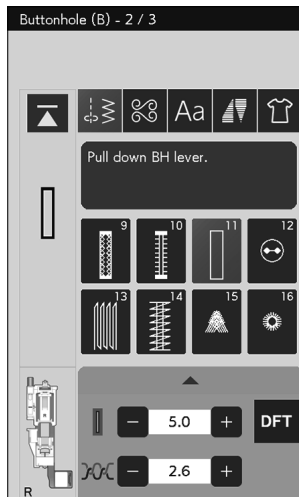 Buttonhole (B) - 2 / 3
Aa
Pull down BH lever.
9 10 11 12
13 14 15 16
5.0 DFT
2.6
R